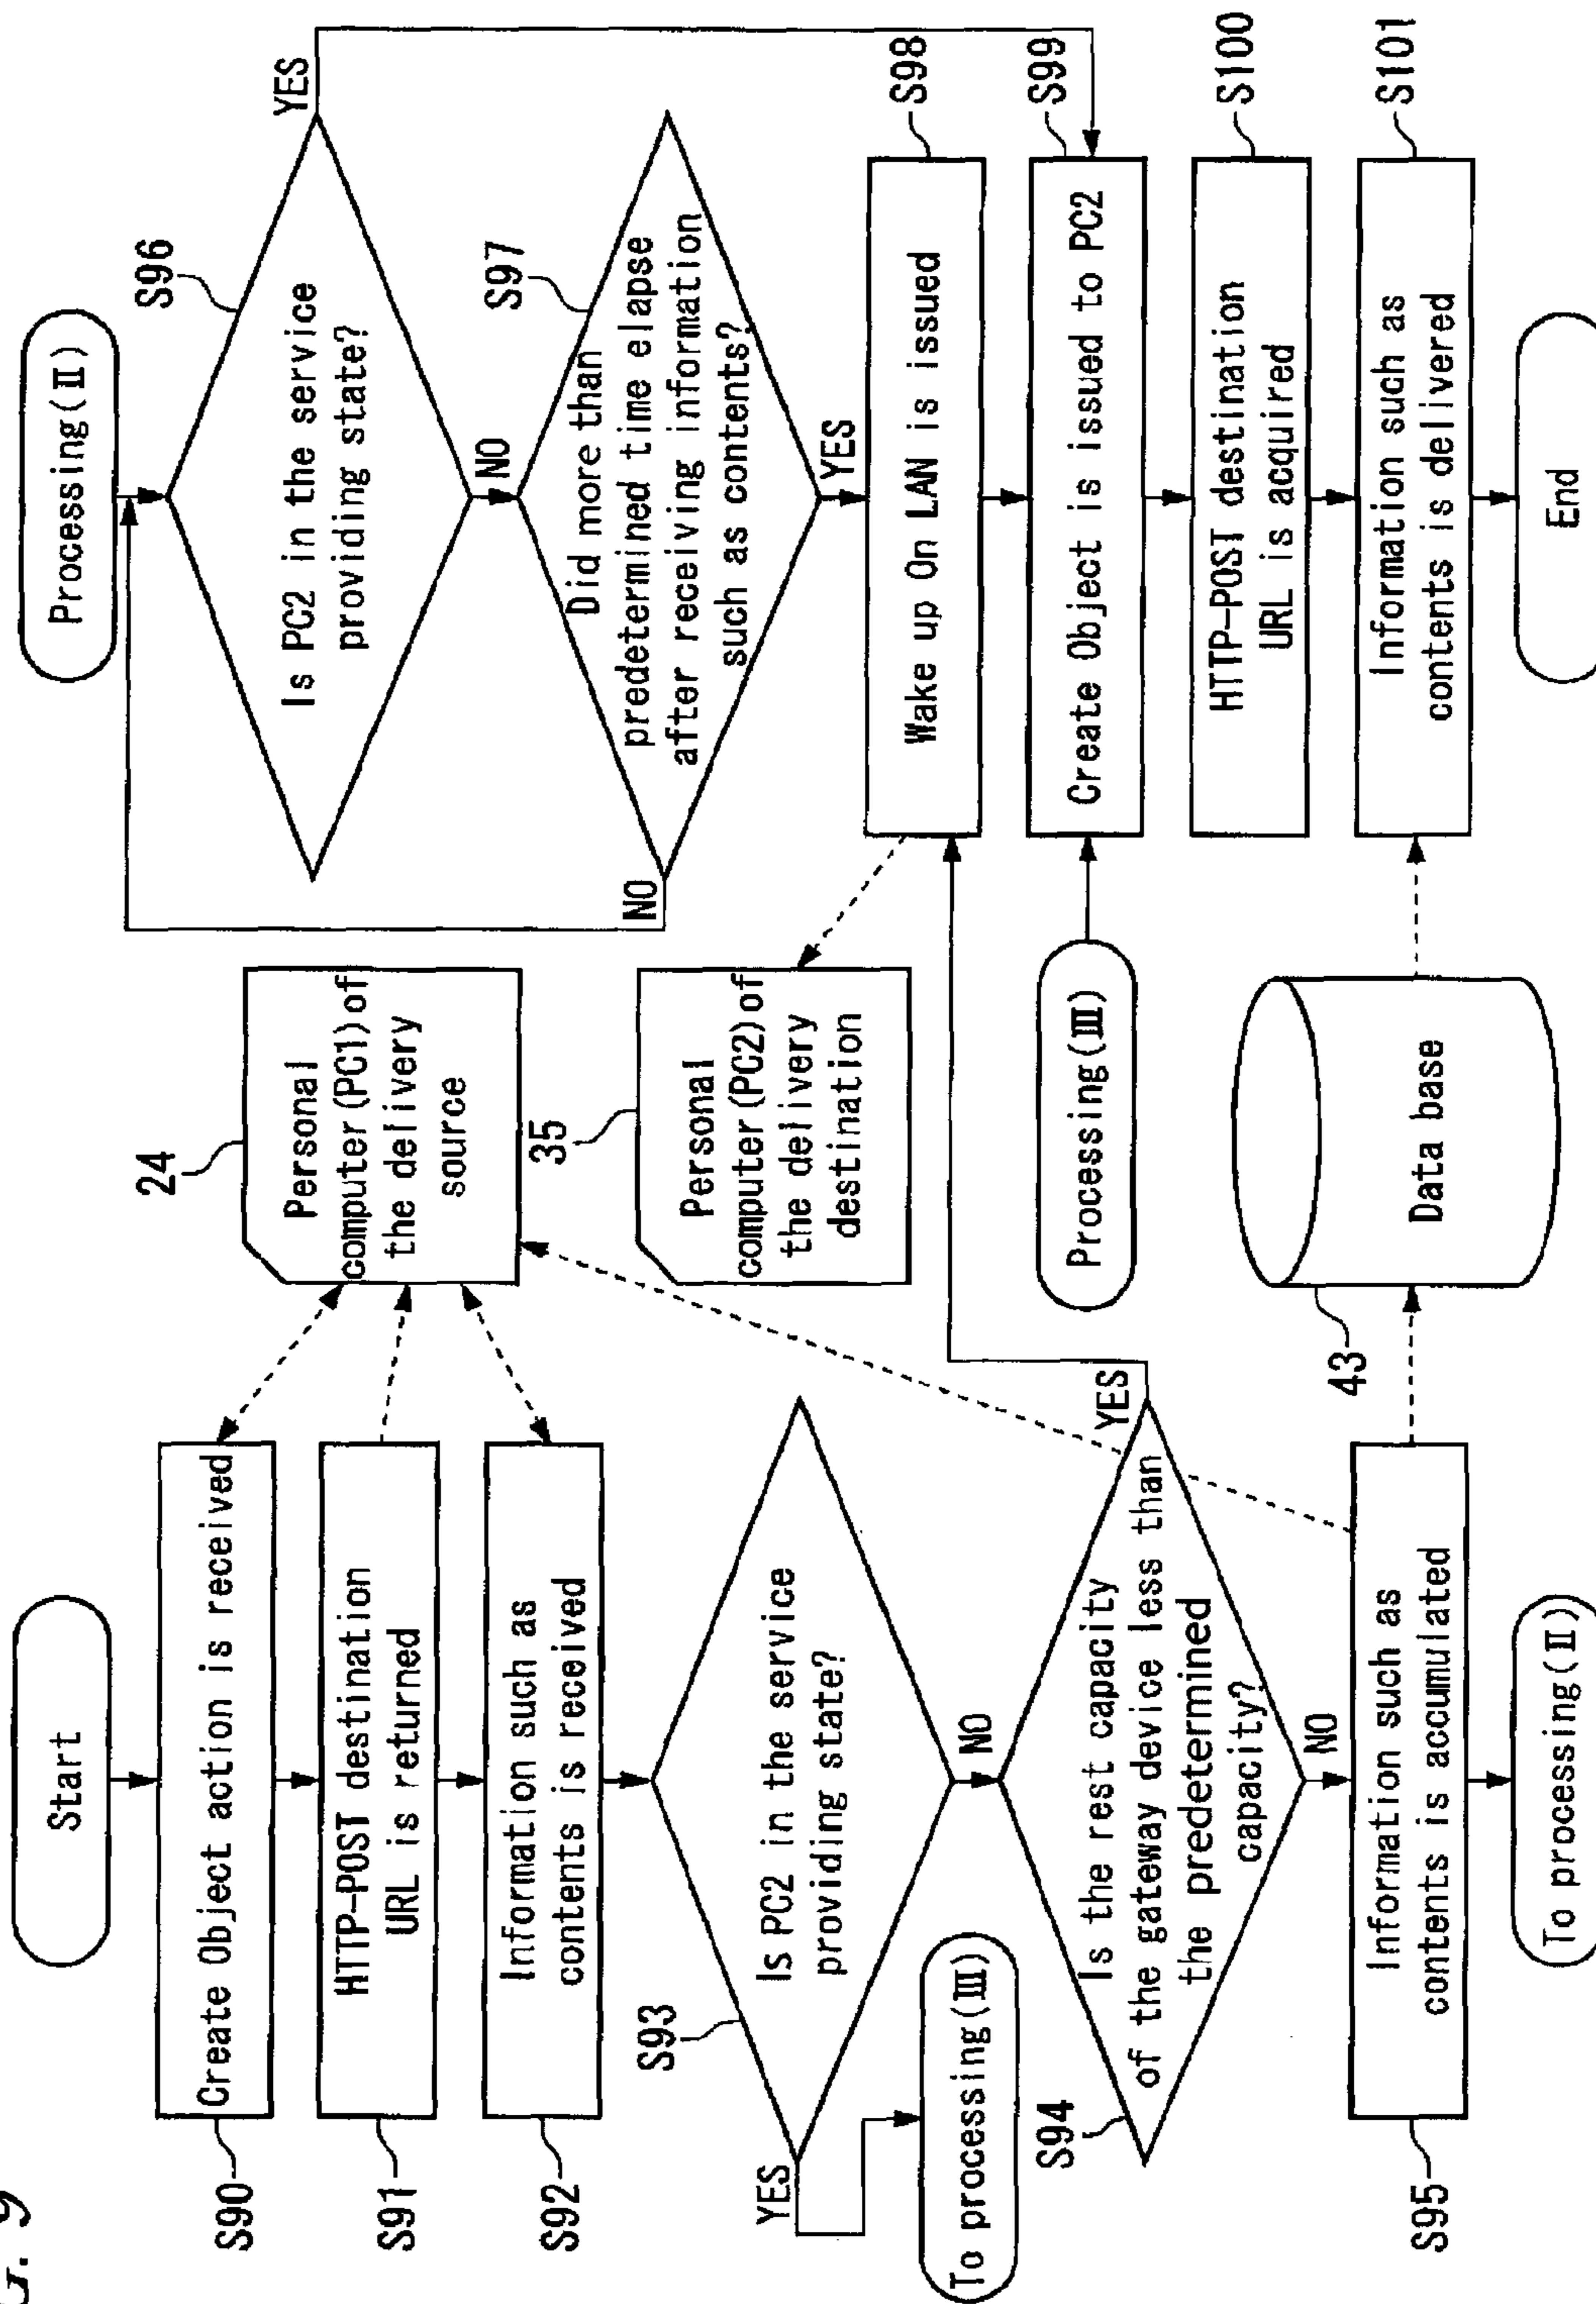 G. 9
Start
S90
Create Object action is received
S91
HTTP-POST destination
URL is returned
S92
Information such as
contents is received
S93
Is PC2 in the service
providing state?
YES
NO
To processing(III)
S94
Is the rest capacity
of the gateway device less than
the predetermined
capacity?
YES
NO
S95
Information such as
contents is accumulated
To processing(II)
24
Personal
computer(PC1)of
the delivery
source
35
Personal
computer(PC2)of
the delivery
destination
Processing(III)
43
Data base
Processing(II)
S96
Is PC2 in the service
providing state?
YES
NO
S97
Did more than
predetermined time elapse
after receiving information
such as contents?
NO
YES
Wake up On LAN is issued
S98
Create Object is issued to PC2
S99
HTTP-POST destination
URL is acquired
S100
Information such as
contents is delivered
S101
End